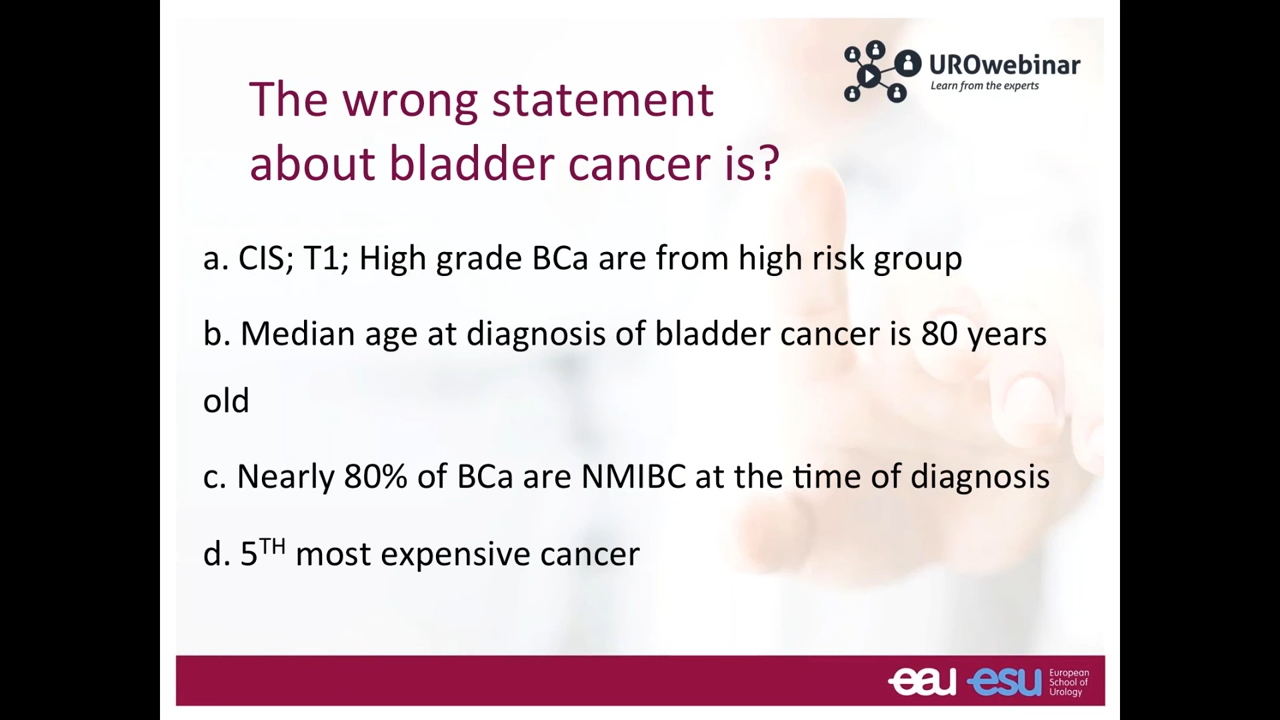 UROwebinar
Learn from the experts
The wrong statement
about bladder cancer is?
a. CIS; T1; High grade BCa are from high risk group
b. Median age at diagnosis of bladder cancer is 80 years
old
c. Nearly 80% of BCa are NMIBC at the time of diagnosis
d. 5TH most expensive cancer
eau esu European
School of
Urology